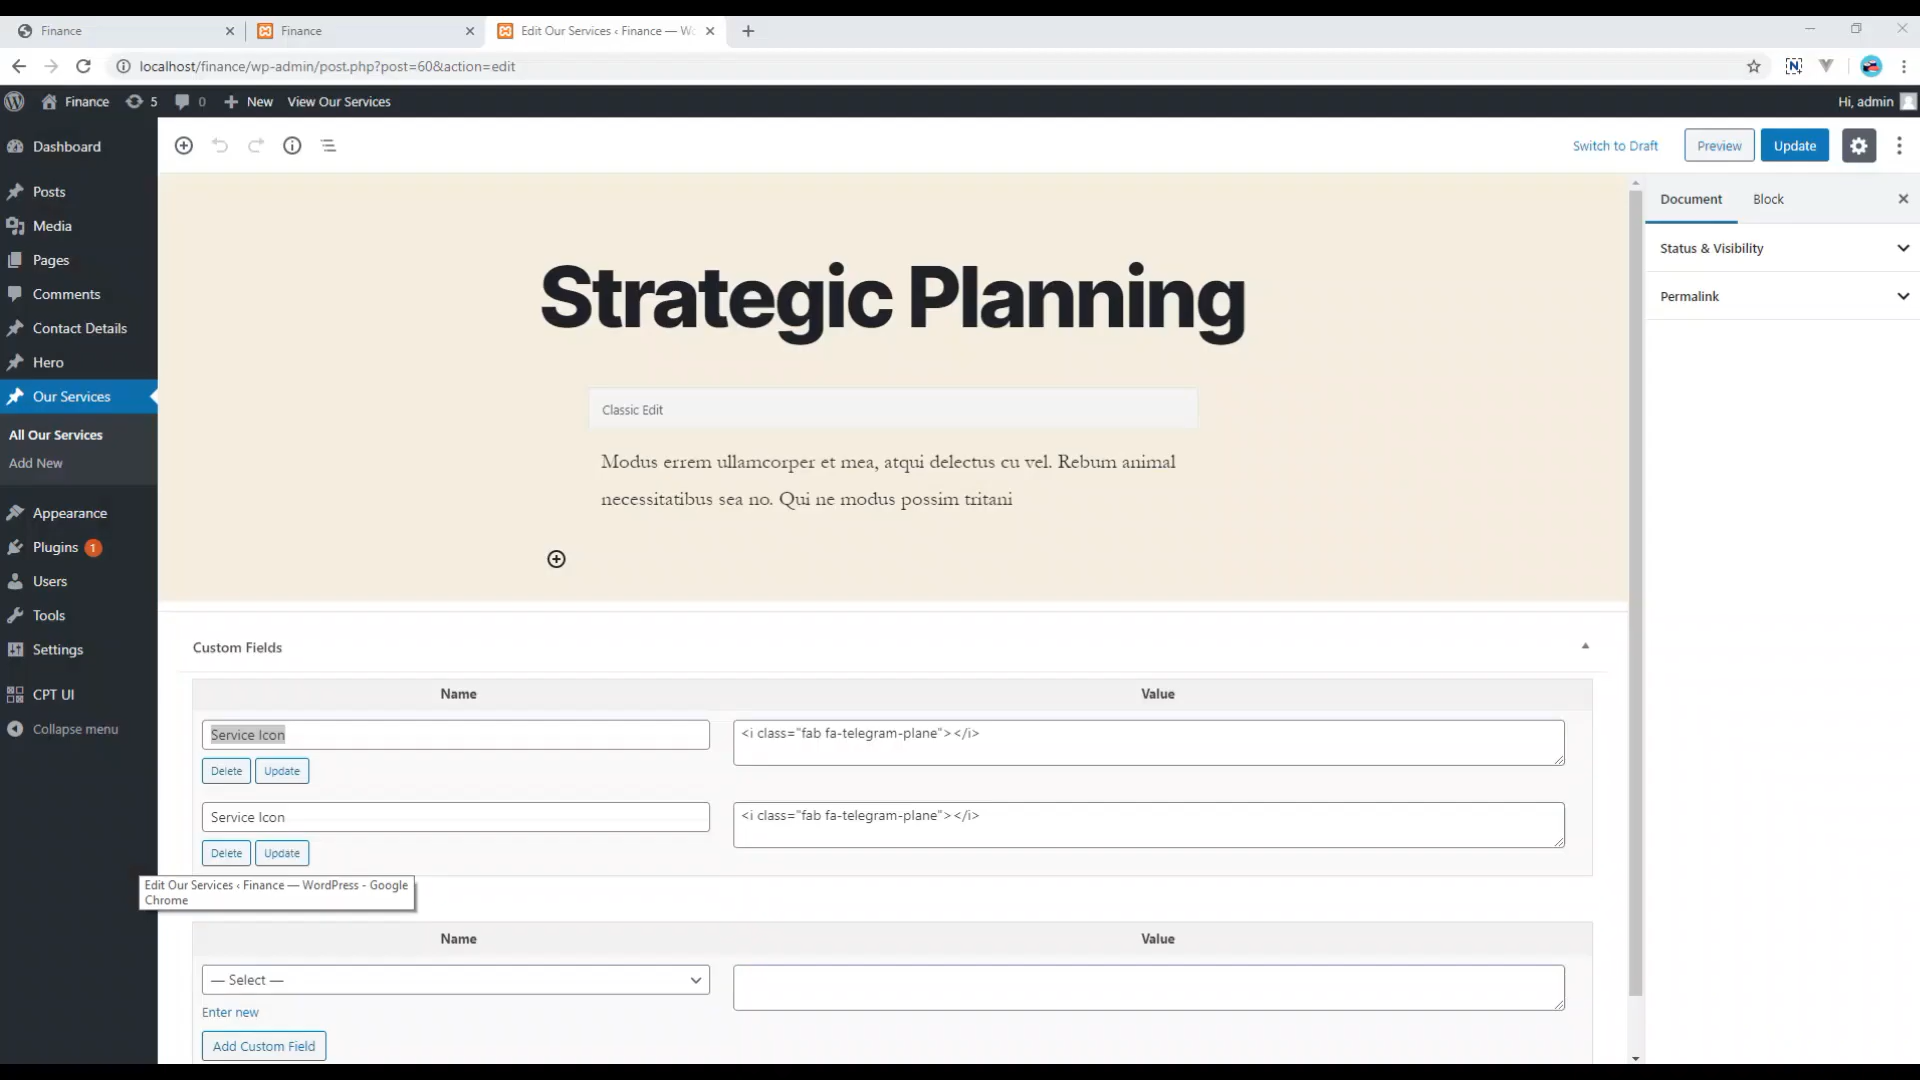 Finance
Finance
Edit Our Services ‹ Finance — Wo
localhost/finance/wp-admin/post.php?post=60&action=edit
Finance
5
0
New
View Our Services
Hi, admin
Dashboard
Posts
Media
Pages
Comments
Contact Details
Hero
Our Services
All Our Services
Add New
Appearance
Plugins 1
Users
Tools
Settings
CPT UI
Collapse menu
Switch to Draft
Preview
Update
Document
Block
Status & Visibility
Permalink
Strategic Planning
Classic Edit
Modus errem ullamcorper et mea, atqui delectus cu vel. Rebum animal
necessitatibus sea no. Qui ne modus possim tritani
Custom Fields
Name
Value
Service Icon
<i class="fab fa-telegram-plane"></i>
Delete
Update
Service Icon
<i class="fab fa-telegram-plane"></i>
Delete
Update
Edit Our Services ‹ Finance — WordPress - Google
Chrome
Name
Value
— Select —
Enter new
Add Custom Field